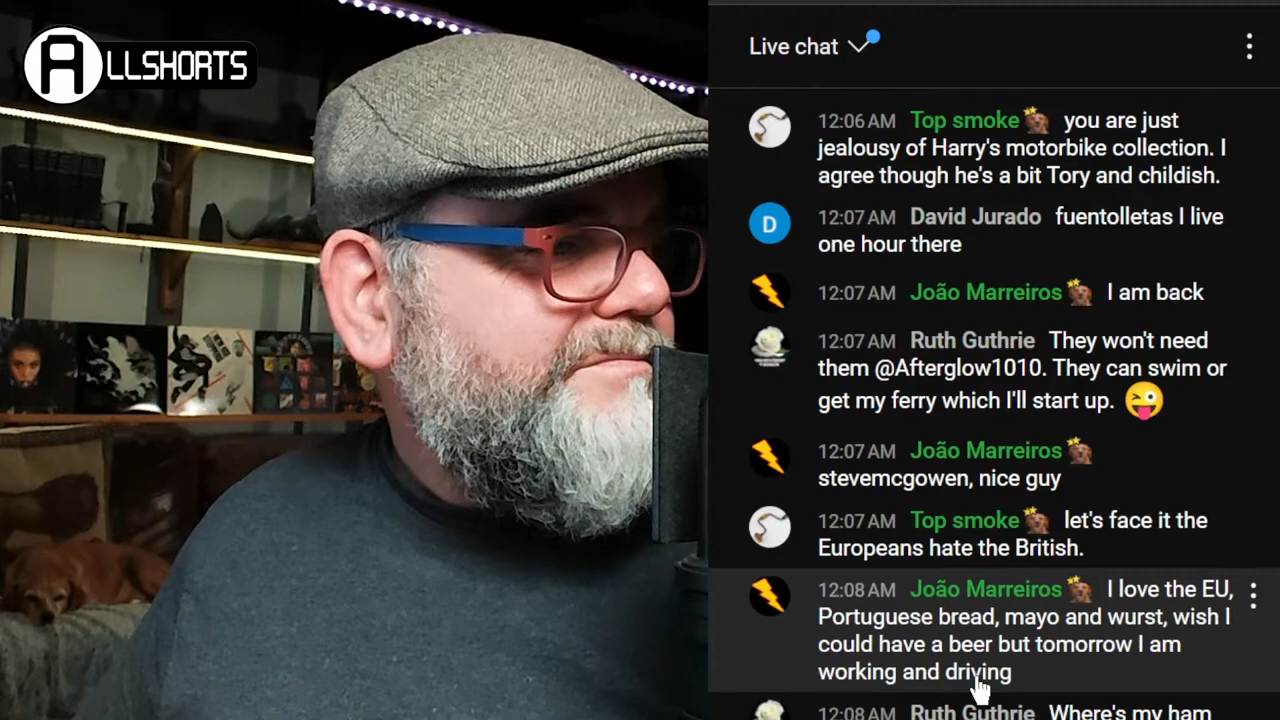 ALLSHORTS
Live chat
12:06 AM Top smoke you are just
jealousy of Harry's motorbike collection. I
agree though he's a bit Tory and childish.
D
12:07 AM David Jurado fuentolletas I live
one hour there
12:07 AM João Marreiros I am back
12:07 AM Ruth Guthrie They won't need
them @Afterglow1010. They can swim or
get my ferry which I'll start up. 😜
12:07 AM João Marreiros
stevemcgowen, nice guy
12:07 AM Top smoke let's face it the
Europeans hate the British.
12:08 AM João Marreiros I love the EU,
Portuguese bread, mayo and wurst, wish I
could have a beer but tomorrow I am
working and driving
12:08 AM Ruth Guthrie Where's my ham